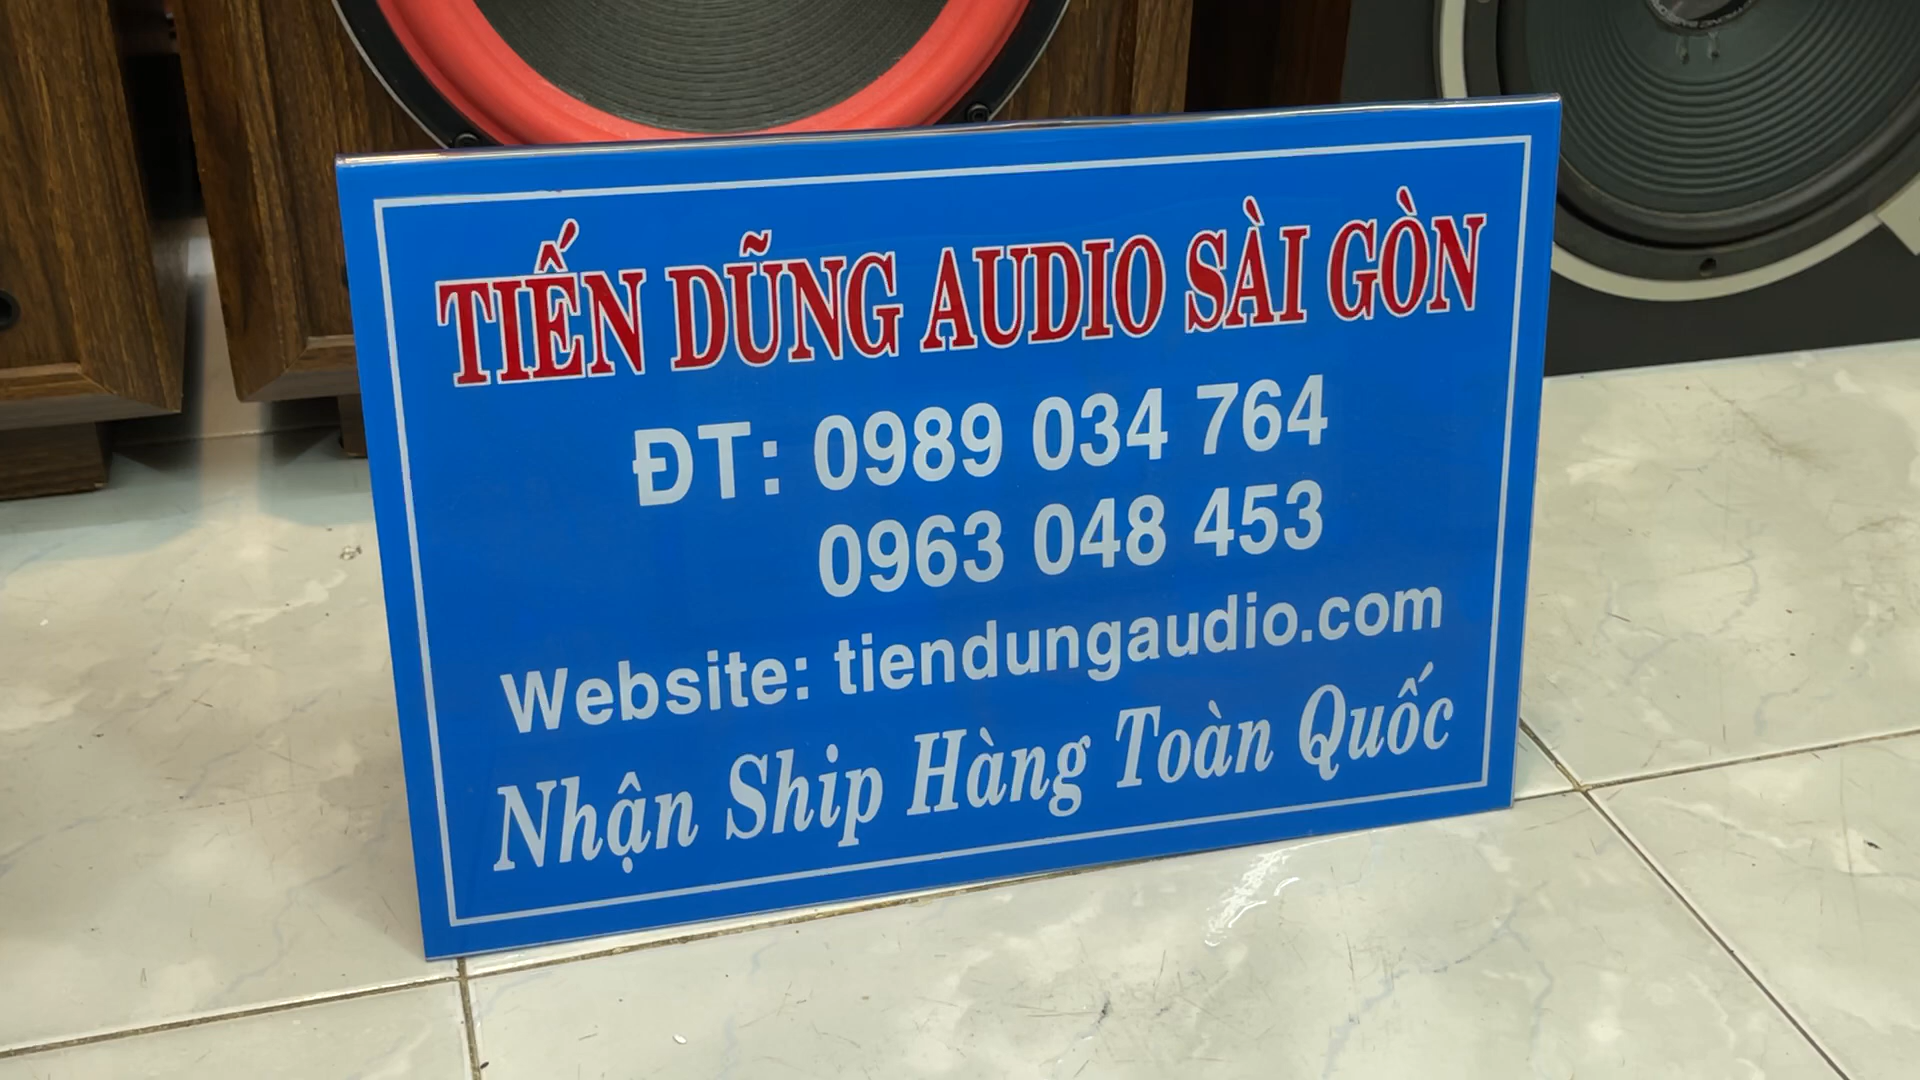 TIẾN DŨNG AUDIO SÀI GÒN
ĐT: 0989 034 764
0963 048 453
Website: tiendungaudio.com
Nhận Ship Hàng Toàn Quốc